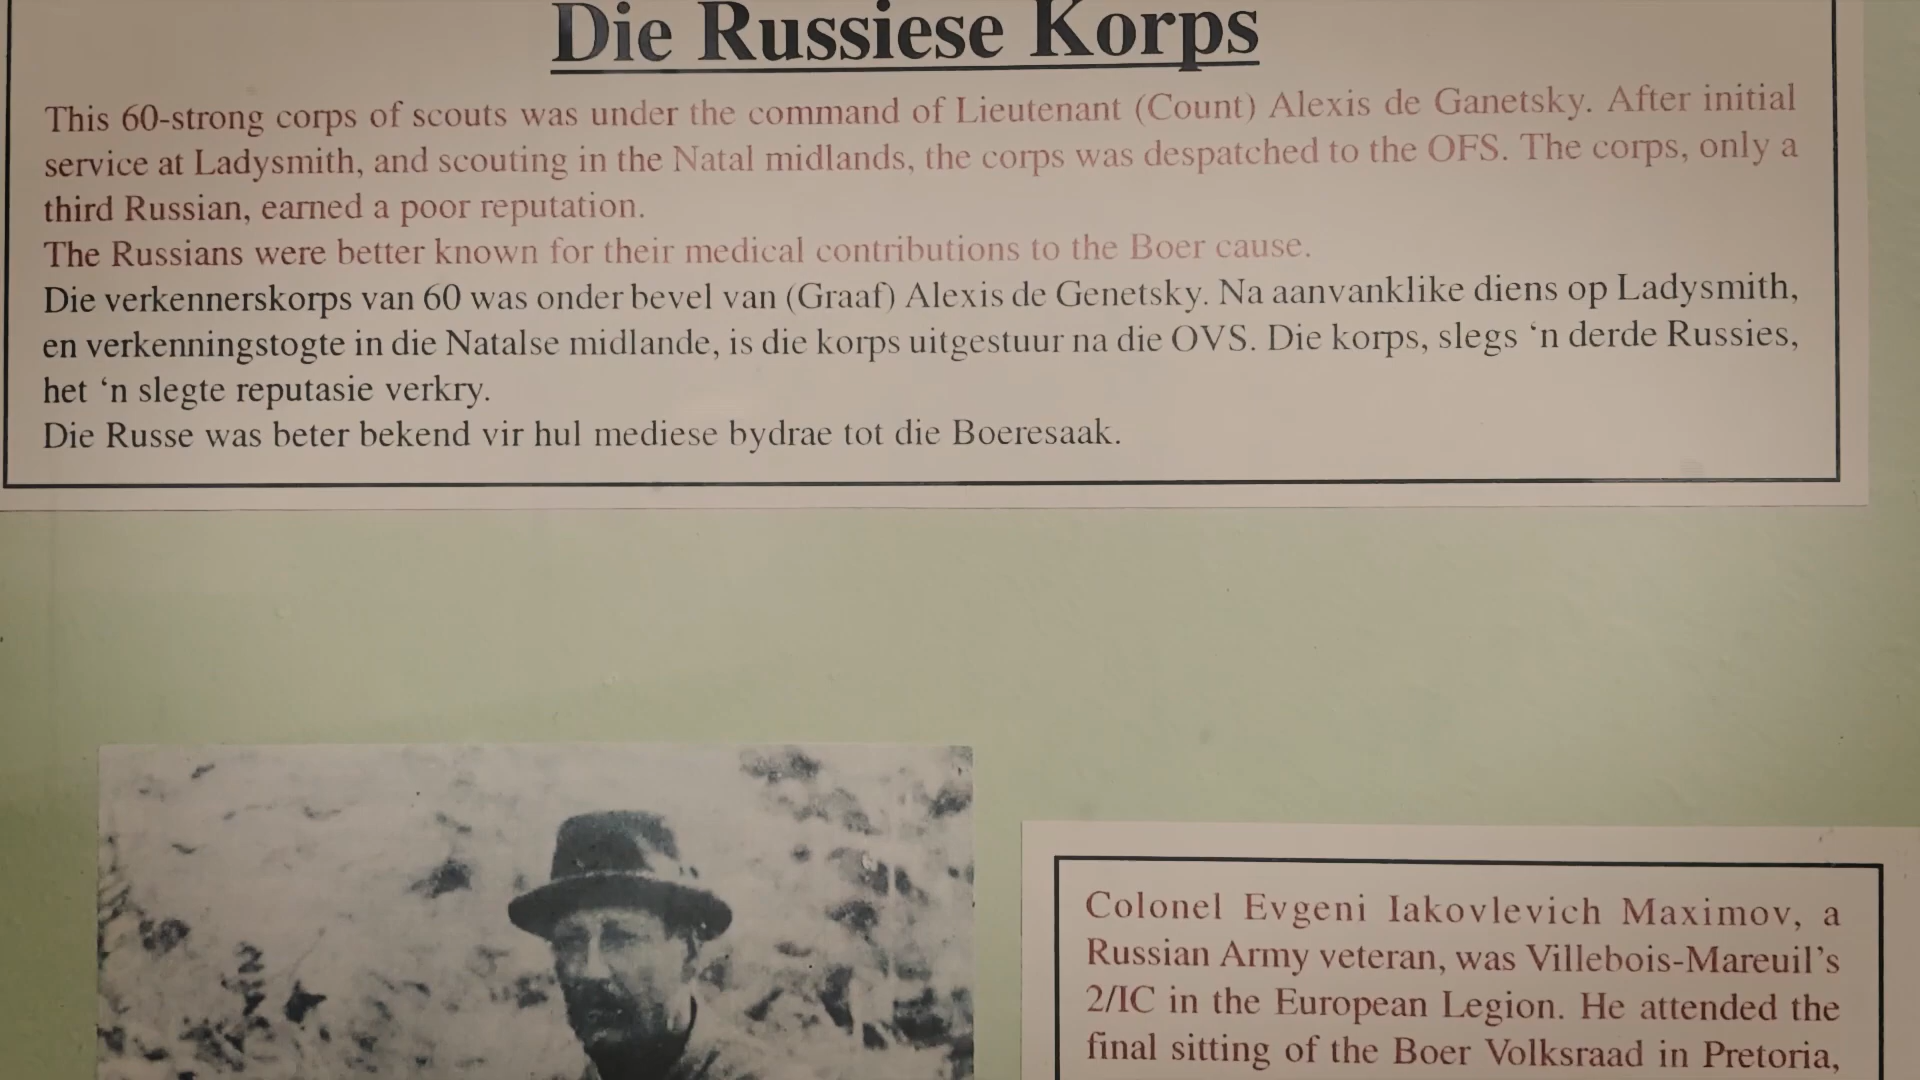 Die Russiese Korps
This 60-strong corps of scouts was under the command of Lieutenant (Count) Alexis de Ganetsky. After initial
service at Ladysmith, and scouting in the Natal midlands, the corps was despatched to the OFS. The corps, only a
third Russian, earned a poor reputation.
The Russians were better known for their medical contributions to the Boer cause.
Die verkennerskorps van 60 was onder bevel van (Graaf) Alexis de Genetsky. Na aanvanklike diens op Ladysmith,
en verkenningstogte in die Natalse midlande, is die korps uitgestuur na die OVS. Die korps, slegs ‘n derde Russies,
het ‘n slegte reputasie verkry.
Die Russe was beter bekend vir hul mediese bydrae tot die Boeresaak.
Colonel Evgeni Iakovlevich Maximov, a
Russian Army veteran, was Villebois-Mareuil’s
2/IC in the European Legion. He attended the
final sitting of the Boer Volksraad in Pretoria,